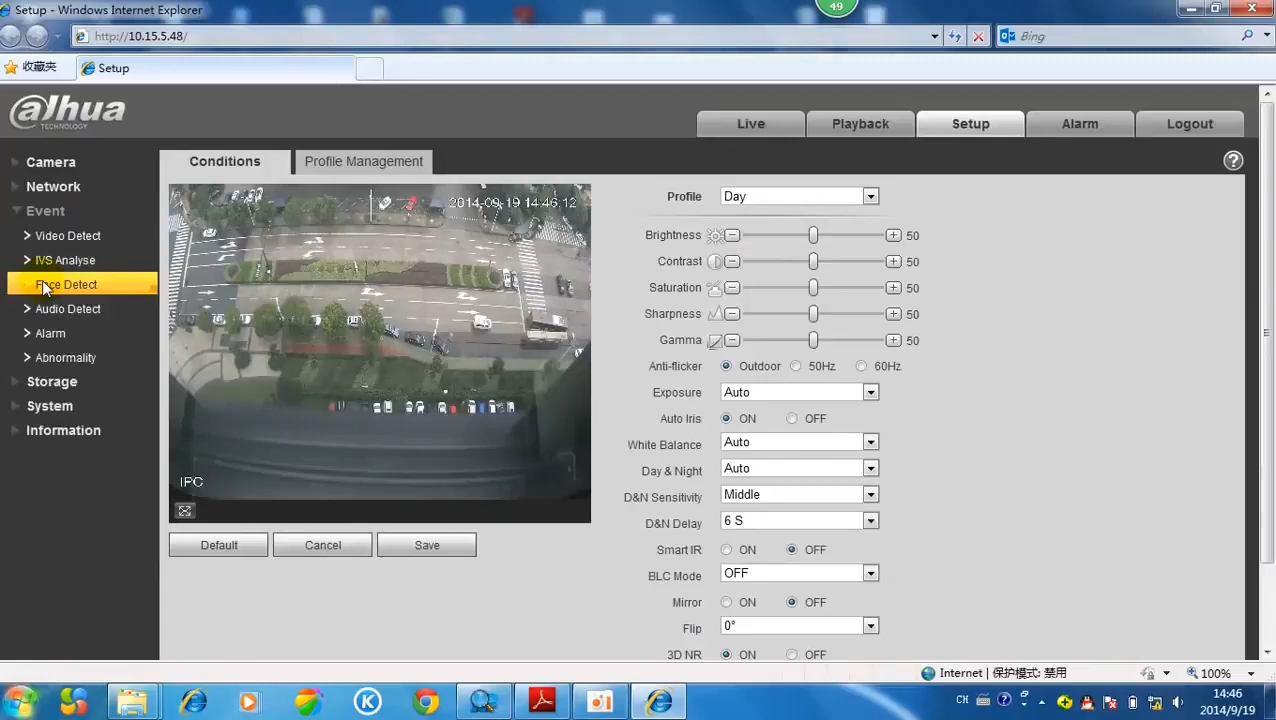 Setup - Windows Internet Explorer
49
http://10.15.5.48/
Bing
收藏夹
Setup
alhua
TECHNOLOGY
Live
Playback
Setup
Alarm
Logout
Camera
Network
Event
Video Detect
IVS Analyse
Face Detect
Audio Detect
Alarm
Abnormality
Storage
System
Information
Conditions
Profile Management
2014-09-19 14:46:12
IPC
Default
Cancel
Save
Profile
Day
Brightness
50
Contrast
50
Saturation
50
Sharpness
50
Gamma
50
Anti-flicker
Outdoor
50Hz
60Hz
Exposure
Auto
Auto Iris
ON
OFF
White Balance
Auto
Day & Night
Auto
D&N Sensitivity
Middle
D&N Delay
6 S
Smart IR
ON
OFF
BLC Mode
OFF
Mirror
ON
OFF
Flip
0°
3D NR
ON
OFF
Internet | 保护模式: 禁用
100%
CH
14:46
2014/9/19